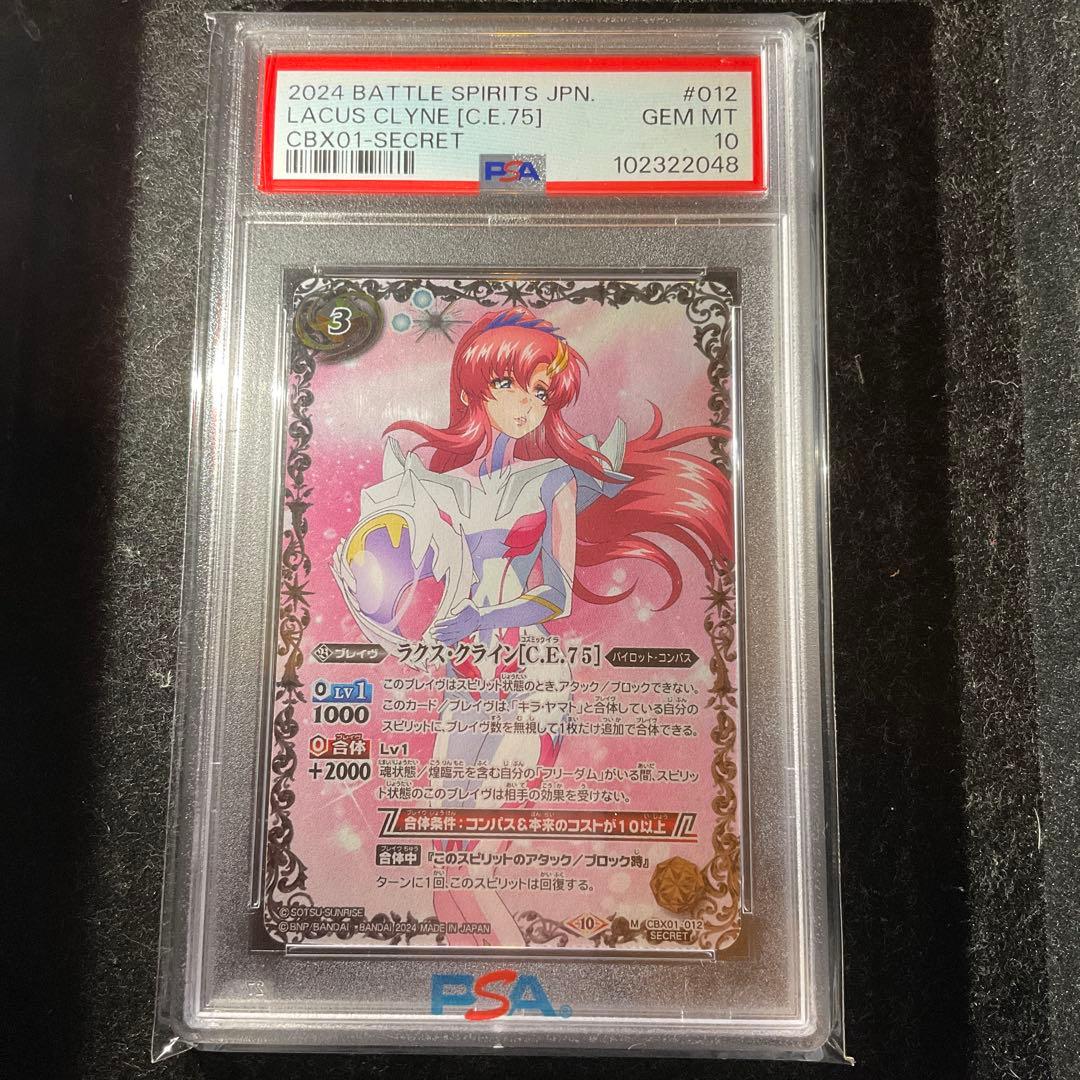 2024 BATTLE SPIRITS JPN. #012
LACUS CLYNE [C.E.75] GEM MT
CBX01-SECRET 10
PSA 102322048
3
コズミックイラ
ブレイヴ ラクス・クライン[C.E.75] パイロット・コンパス
0 LV1 1000
このブレイヴはスピリット状態のとき、アタック/ブロックできない。
このカード/ブレイヴは、「キラ・ヤマト」と合体している自分の
スピリットに、ブレイヴ数を無視して1枚だけ追加で合体できる。
0 合体 +2000
Lv1
魂状態/煌臨元を含む自分の「フリーダム」がいる間、スピリッ
ト状態のこのブレイヴは相手の効果を受けない。
合体条件:コンパス&本来のコストが10以上
合体中 『このスピリットのアタック/ブロック時』
ターンに1回、このスピリットは回復する。
©SOTSU・SUNRISE
©BNP/BANDAI ★BANDAI 2024 MADE IN JAPAN
10 M CBX01-012
SECRET
PSA®